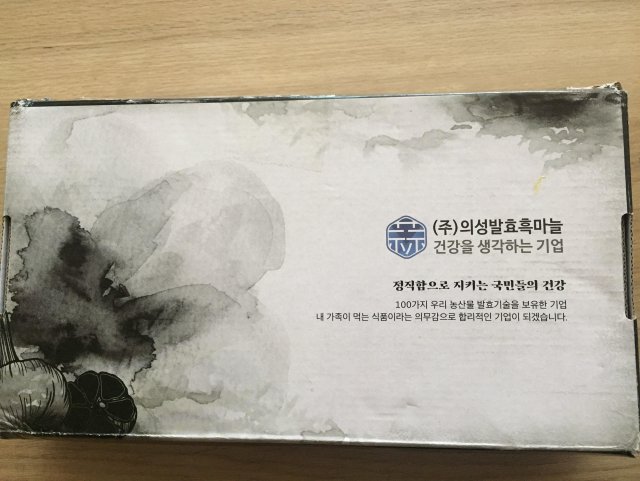 (주)의성발효흑마늘
건강을 생각하는 기업
정직함으로 지키는 국민들의 건강
100가지 우리 농산물 발효기술을 보유한 기업
내 가족이 먹는 식품이라는 의무감으로 합리적인 기업이 되겠습니다.